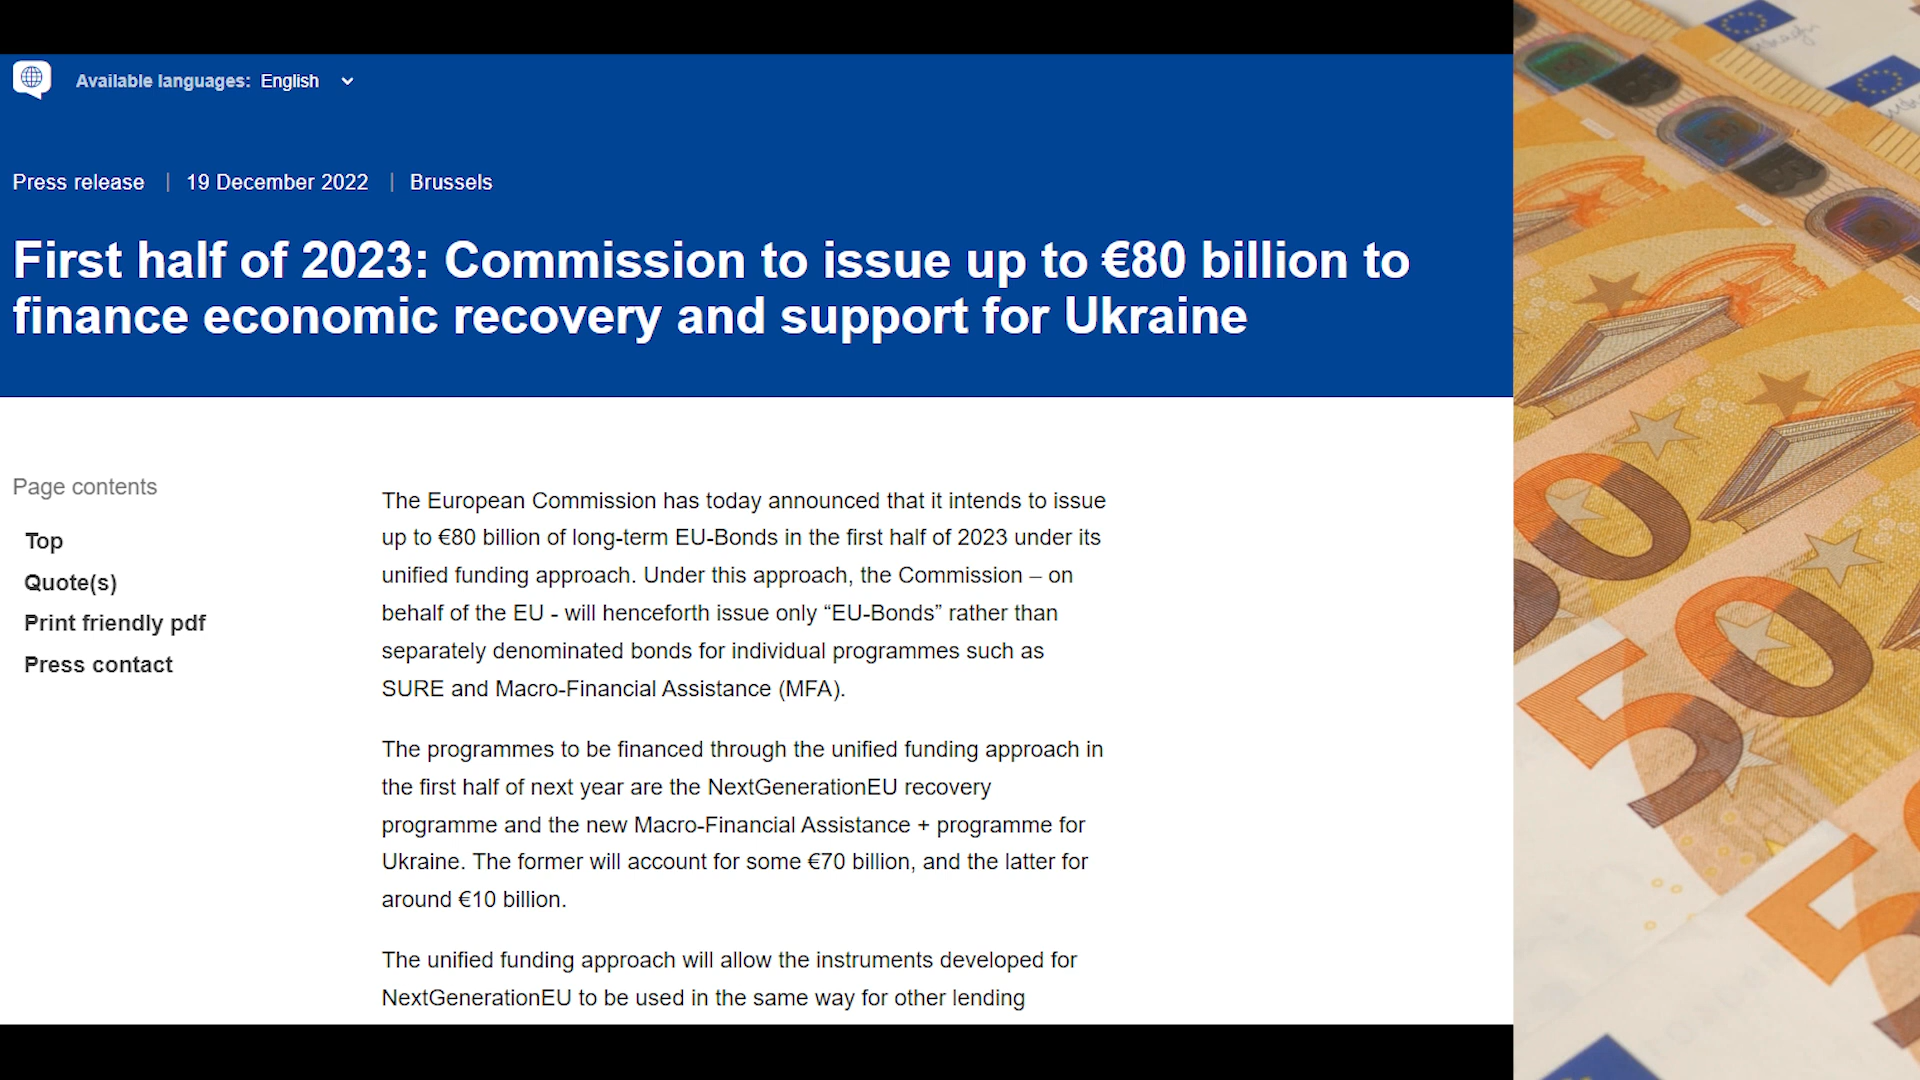 Available languages: English
Press release | 19 December 2022 | Brussels
First half of 2023: Commission to issue up to €80 billion to
finance economic recovery and support for Ukraine
Page contents
Top
Quote(s)
Print friendly pdf
Press contact
The European Commission has today announced that it intends to issue
up to €80 billion of long-term EU-Bonds in the first half of 2023 under its
unified funding approach. Under this approach, the Commission – on
behalf of the EU - will henceforth issue only “EU-Bonds” rather than
separately denominated bonds for individual programmes such as
SURE and Macro-Financial Assistance (MFA).
The programmes to be financed through the unified funding approach in
the first half of next year are the NextGenerationEU recovery
programme and the new Macro-Financial Assistance + programme for
Ukraine. The former will account for some €70 billion, and the latter for
around €10 billion.
The unified funding approach will allow the instruments developed for
NextGenerationEU to be used in the same way for other lending
50
50